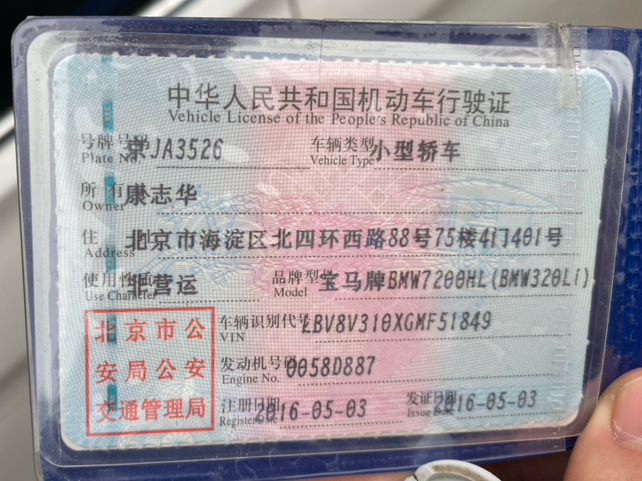 中华人民共和国机动车行驶证
Vehicle License of the People's Republic of China
号牌号码 京JA3526 车辆类型 小型轿车
Plate No. Vehicle Type
所有人 康志华
Owner
住址 北京市海淀区北四环西路88号75楼4门401号
Address
使用性质 非营运 品牌型号 宝马牌BMW7200HL(BMW320Li)
Use Character Model
北京市公安局公安交通管理局
车辆识别代号 LBV8V310XGMF51849
VIN
发动机号码 0058D887
Engine No.
注册日期 2016-05-03 发证日期 2016-05-03
Register Date Issue Date